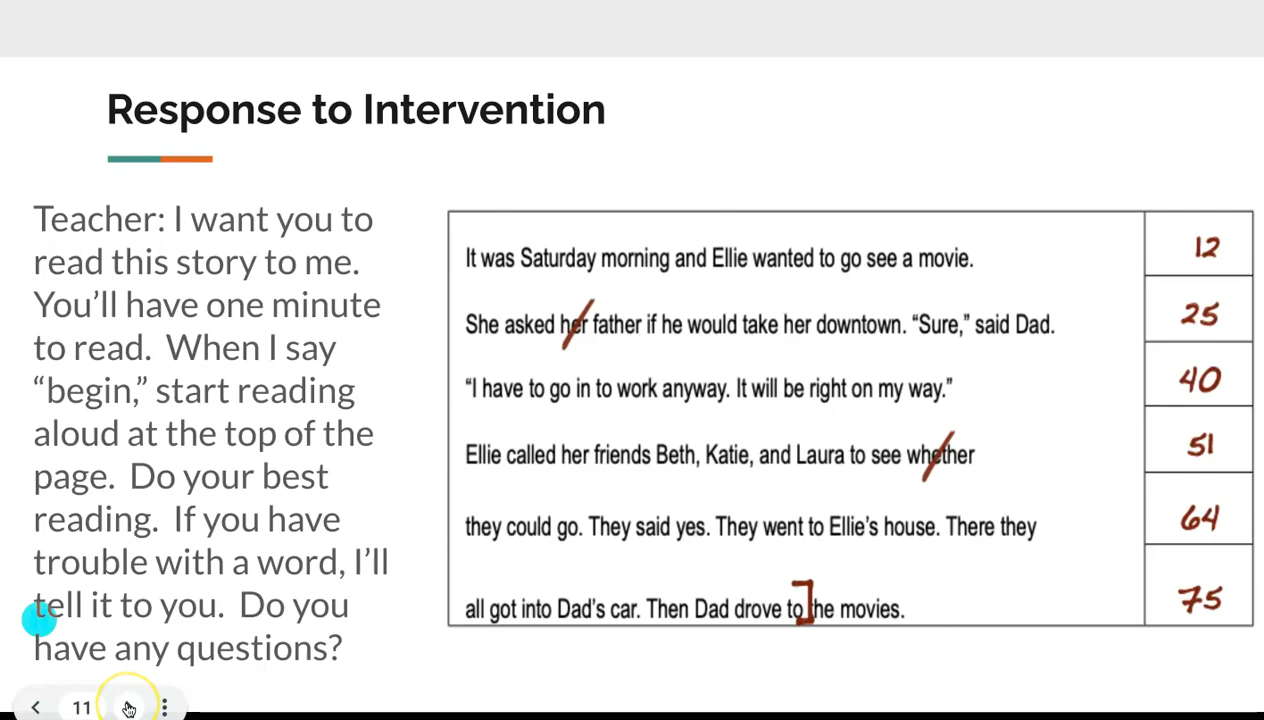 Response to Intervention
Teacher: I want you to
read this story to me.
You’ll have one minute
to read. When I say
“begin,” start reading
aloud at the top of the
page. Do your best
reading. If you have
trouble with a word, I’ll
tell it to you. Do you
have any questions?
It was Saturday morning and Ellie wanted to go see a movie. 12
She asked her father if he would take her downtown. “Sure,” said Dad. 25
“I have to go in to work anyway. It will be right on my way.” 40
Ellie called her friends Beth, Katie, and Laura to see whether 51
they could go. They said yes. They went to Ellie’s house. There they 64
all got into Dad’s car. Then Dad drove to ] the movies. 75
11